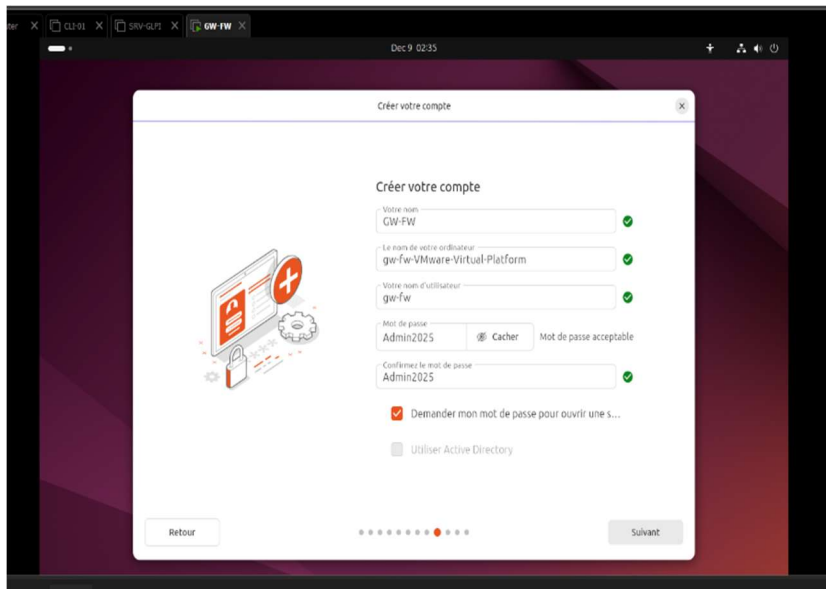 CLI-01
SRV-GLPI
GW-FW
Dec 9 02:35
Créer votre compte
Créer votre compte
Votre nom
GW-FW
Le nom de votre ordinateur
gw-fw-VMware-Virtual-Platform
Votre nom d'utilisateur
gw-fw
Mot de passe
Admin2025
Cacher
Mot de passe acceptable
Confirmez le mot de passe
Admin2025
Demander mon mot de passe pour ouvrir une s...
Utiliser Active Directory
Retour
Suivant